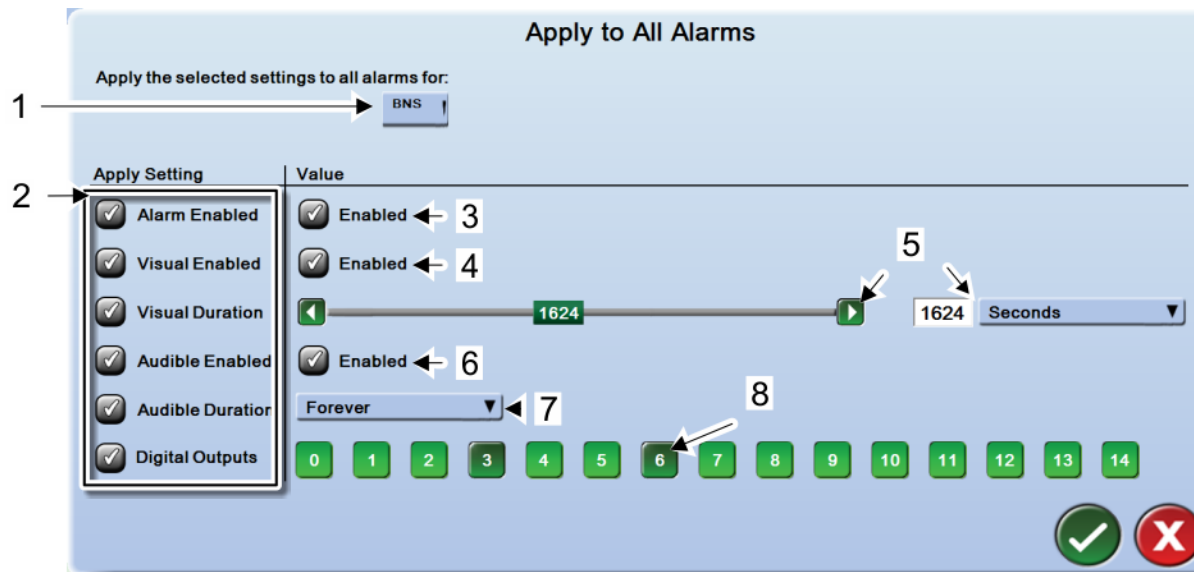 Apply to All Alarms
Apply the selected settings to all alarms for:
1
BNS
Apply Setting
Value
2
Alarm Enabled
Enabled
3
Visual Enabled
Enabled
4
5
Visual Duration
1624
1624
Seconds
Audible Enabled
Enabled
6
Audible Duration
Forever
7
8
Digital Outputs
0 1 2 3 4 5 6 7 8 9 10 11 12 13 14